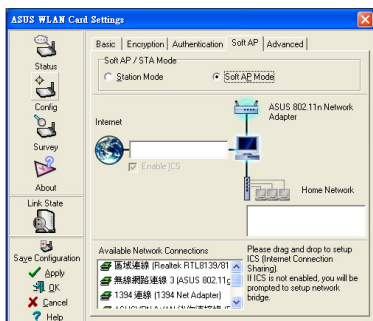 ASUS WLAN Card Settings
Status
Config
Survey
About
Link State
Save Configuration
Apply
OK
Cancel
Help
Basic Encryption Authentication Soft AP Advanced
Soft AP / STA Mode
Station Mode
Soft AP Mode
Internet
ASUS 802.11n Network
Adapter
Enable ICS
Home Network
Available Network Connections
區域連線 (Realtek RTL8139/81
無線網路連線 3 (ASUS 802.11g
1394 連線 (1394 Net Adapter)
Please drag and drop to setup
ICS (Internet Connection
Sharing).
If ICS is not enabled, you will be
prompted to setup network
bridge.